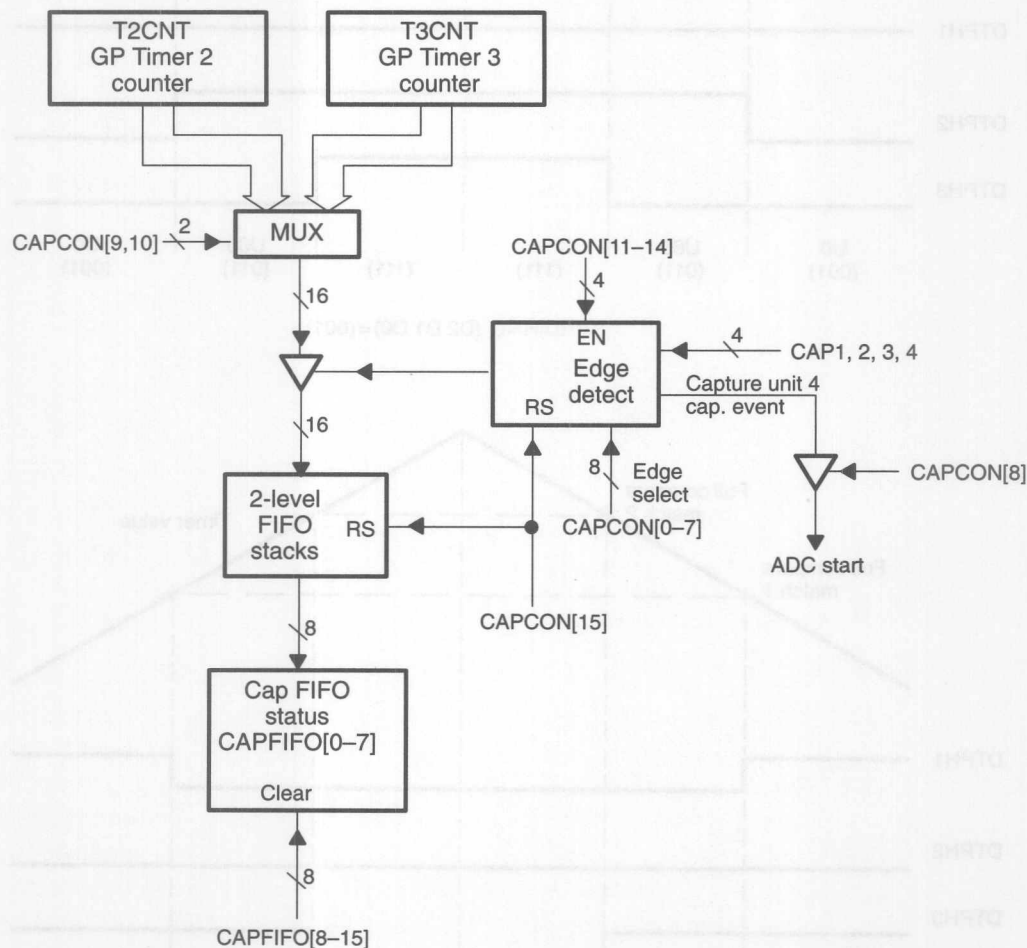 T2CNT
GP Timer 2
counter
T3CNT
GP Timer 3
counter
MUX
2
CAPCON[9,10]
16
CAPCON[11–14]
4
EN
Edge
detect
RS
4
CAP1, 2, 3, 4
Capture unit 4
cap. event
CAPCON[8]
ADC start
8
Edge
select
CAPCON[0–7]
16
2-level
FIFO
stacks
RS
CAPCON[15]
8
Cap FIFO
status
CAPFIFO[0–7]
Clear
8
CAPFIFO[8–15]